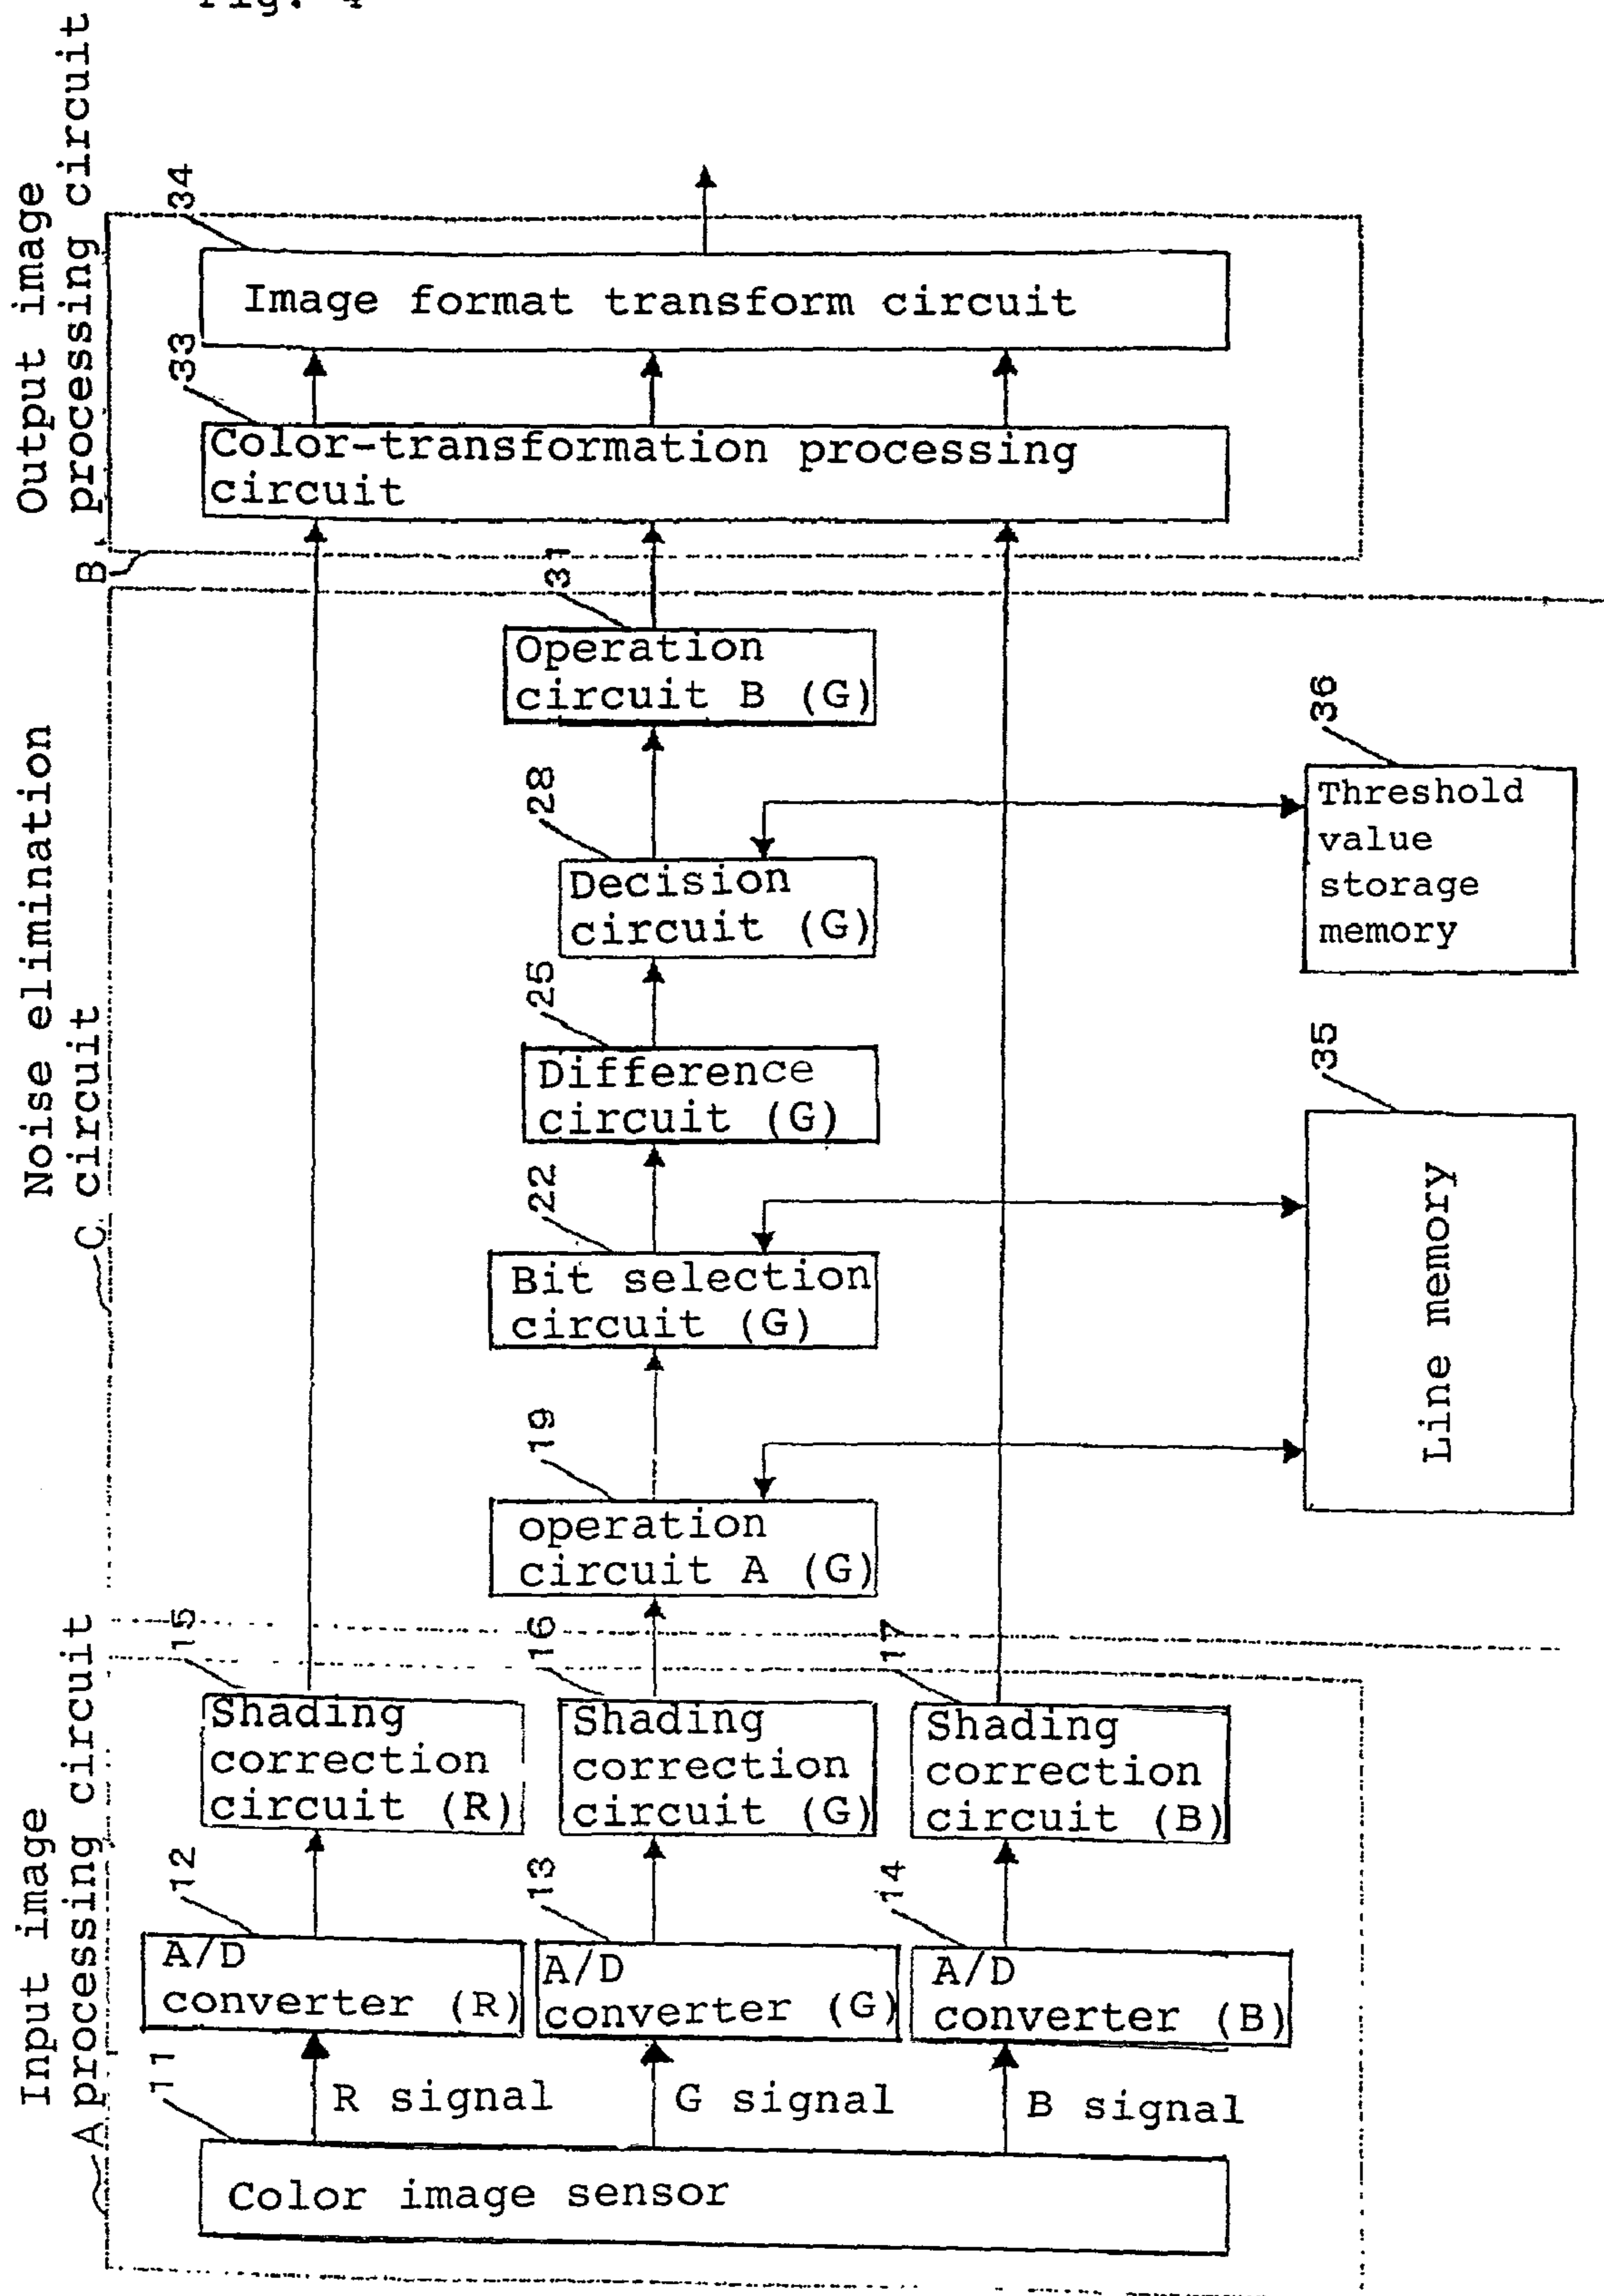 Fig. 4
Output image
processing circuit
B
34
Image format transform circuit
33
Color-transformation processing
circuit
Noise elimination
circuit
C
31
Operation
circuit B (G)
28
Decision
circuit (G)
36
Threshold
value
storage
memory
25
Difference
circuit (G)
22
Bit selection
circuit (G)
35
Line memory
19
operation
circuit A (G)
Input image
processing circuit
A
15
Shading
correction
circuit (R)
16
Shading
correction
circuit (G)
17
Shading
correction
circuit (B)
12
A/D
converter (R)
13
A/D
converter (G)
14
A/D
converter (B)
11
R signal
G signal
B signal
Color image sensor